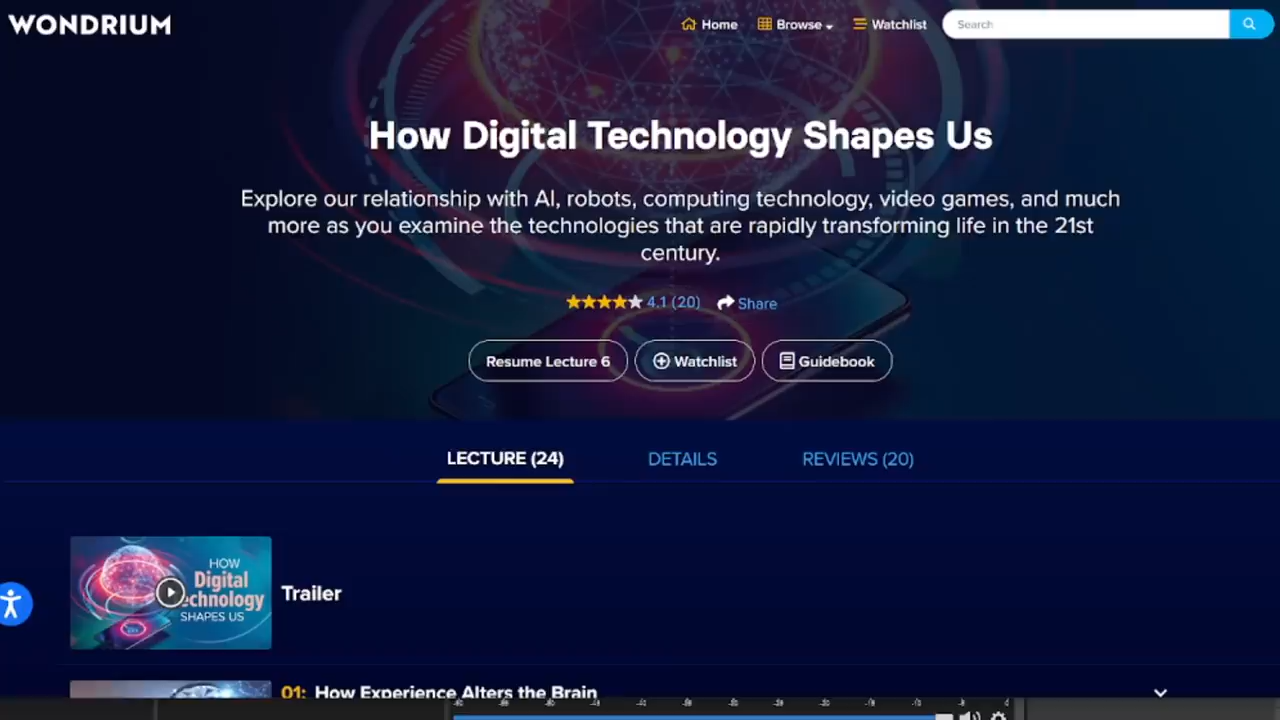 WONDRIUM
Home
Browse
Watchlist
Search
How Digital Technology Shapes Us
Explore our relationship with AI, robots, computing technology, video games, and much
more as you examine the technologies that are rapidly transforming life in the 21st
century.
4.1 (20)
Share
Resume Lecture 6
Watchlist
Guidebook
LECTURE (24)
DETAILS
REVIEWS (20)
HOW
Digital
echnology
SHAPES US
Trailer
01: How Experience Alters the Brain